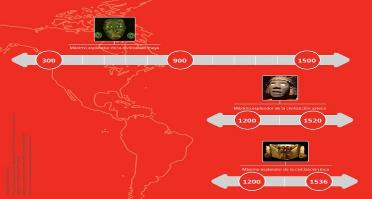 Máximo esplendor de la civilización maya
300
900
1500
Máximo esplendor de la civilización azteca
1200
1520
Máximo esplendor de la civilización inca
1200
1536